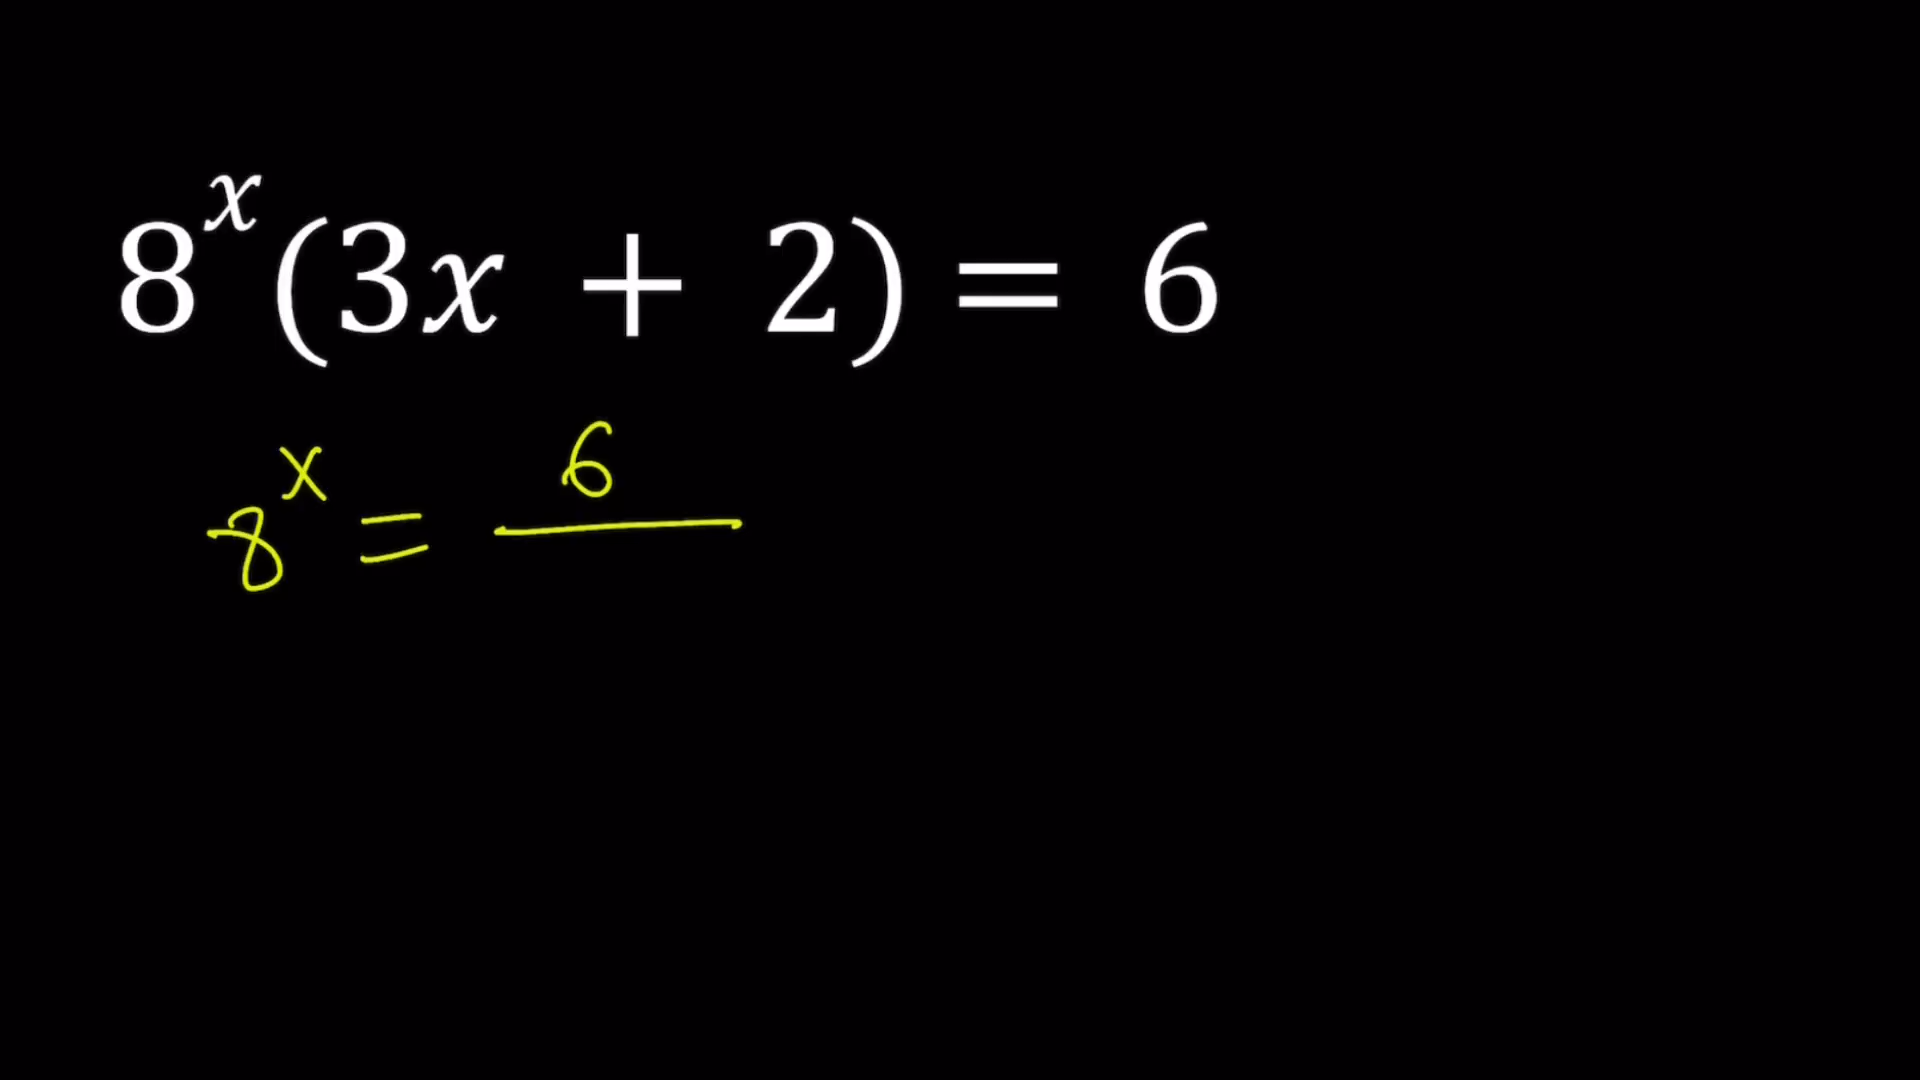 8^x(3x + 2) = 6
8^x = 6/